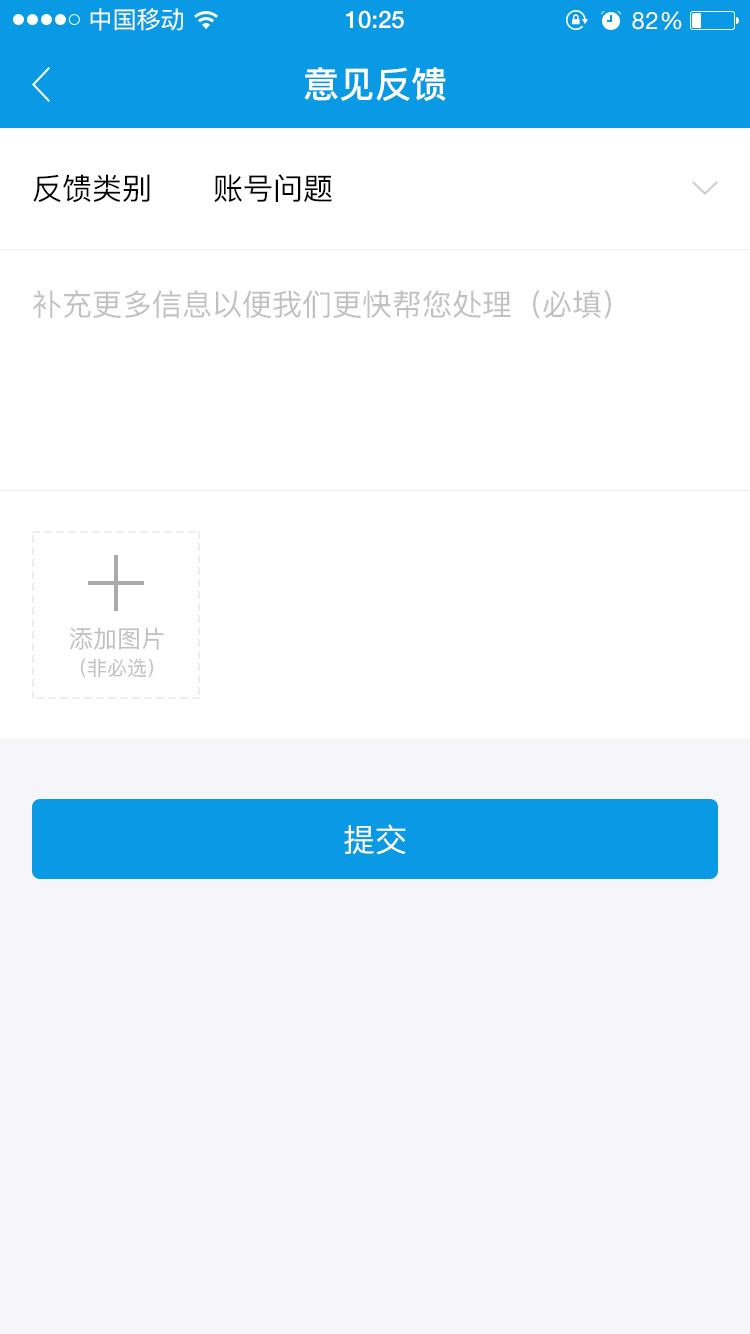 中国移动 10:25 82%
意见反馈
反馈类别 账号问题
补充更多信息以便我们更快帮您处理（必填）
添加图片
（非必选）
提交